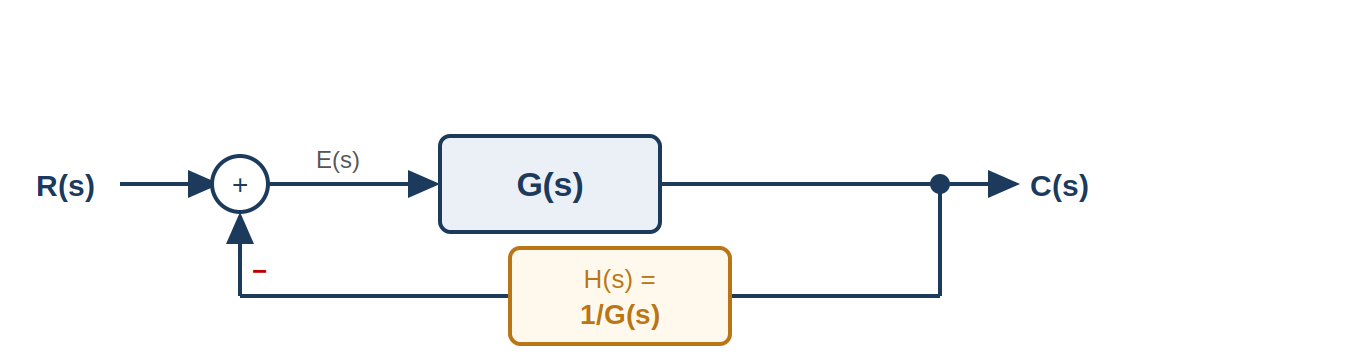 E(s)
R(s)
+
G(s)
C(s)
−
H(s) =
1/G(s)